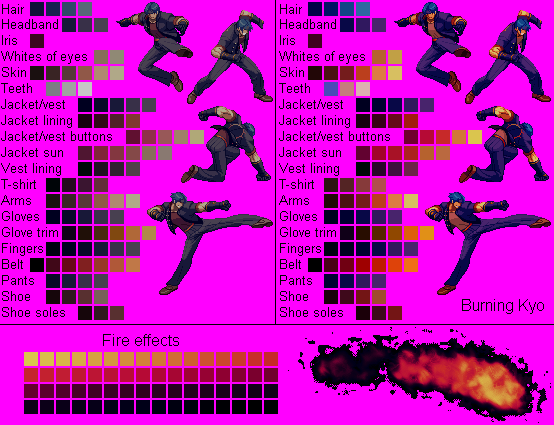 Hair
Headband
Iris
Whites of eyes
Skin
Teeth
Jacket/vest
Jacket lining
Jacket/vest buttons
Jacket sun
Vest lining
T-shirt
Arms
Gloves
Glove trim
Fingers
Belt
Pants
Shoe
Shoe soles
Hair
Headband
Iris
Whites of eyes
Skin
Teeth
Jacket/vest
Jacket lining
Jacket/vest buttons
Jacket sun
Vest lining
T-shirt
Arms
Gloves
Glove trim
Fingers
Belt
Pants
Shoe
Shoe soles
Burning Kyo
Fire effects